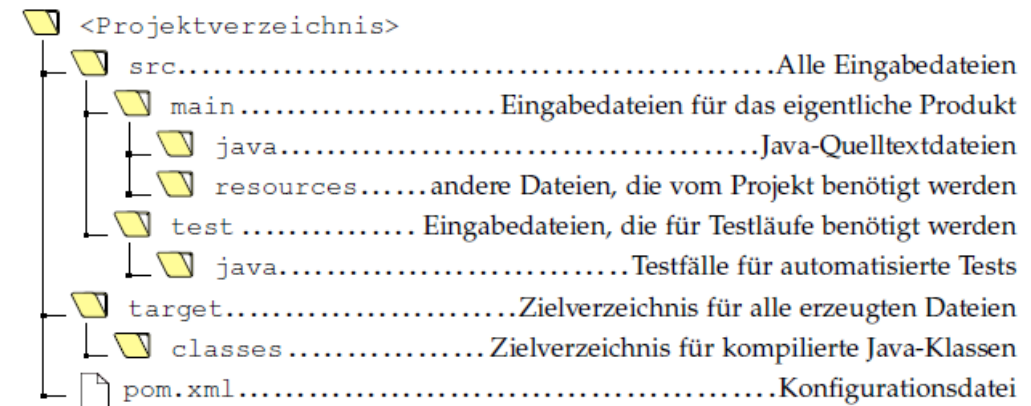 <Projektverzeichnis>
src................................................Alle Eingabedateien
main......................Eingabedateien für das eigentliche Produkt
java........................................Java-Quelltextdateien
resources......andere Dateien, die vom Projekt benötigt werden
test...............Eingabedateien, die für Testläufe benötigt werden
java..............................Testfälle für automatisierte Tests
target.........................Zielverzeichnis für alle erzeugten Dateien
classes.................Zielverzeichnis für kompilierte Java-Klassen
pom.xml.............................................Konfigurationsdatei